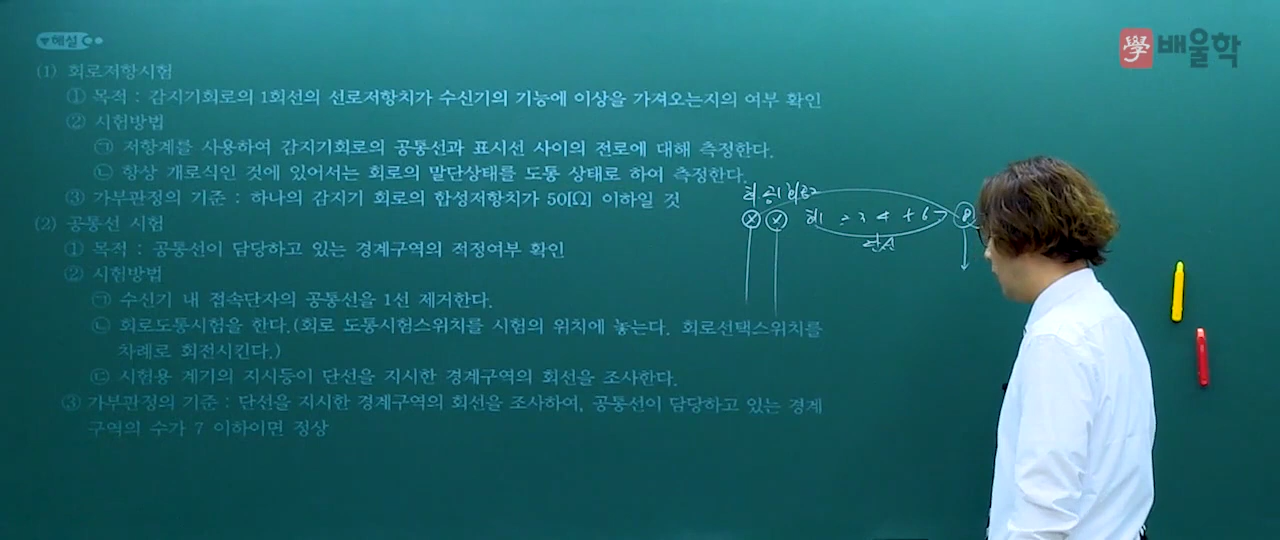 ▼해설
學 배울학
(1) 회로저항시험
① 목적 : 감지기회로의 1회선의 선로저항치가 수신기의 기능에 이상을 가져오는지의 여부 확인
② 시험방법
㉠ 저항계를 사용하여 감지기회로의 공통선과 표시선 사이의 전로에 대해 측정한다.
㉡ 항상 개로식인 것에 있어서는 회로의 말단상태를 도통 상태로 하여 측정한다.
③ 가부판정의 기준 : 하나의 감지기 회로의 합성저항치가 50[Ω] 이하일 것
(2) 공통선 시험
① 목적 : 공통선이 담당하고 있는 경계구역의 적정여부 확인
② 시험방법
㉠ 수신기 내 접속단자의 공통선을 1선 제거한다.
㉡ 회로도통시험을 한다.(회로 도통시험스위치를 시험의 위치에 놓는다. 회로선택스위치를
차례로 회전시킨다.)
㉢ 시험용 계기의 지시등이 단선을 지시한 경계구역의 회선을 조사한다.
③ 가부판정의 기준 : 단선을 지시한 경계구역의 회선을 조사하여, 공통선이 담당하고 있는 경계
구역의 수가 7 이하이면 정상
단선